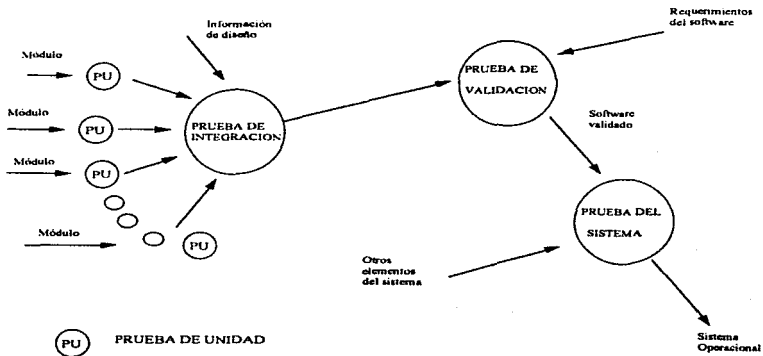 Información
de diseño
Requerimientos
del software
Módulo
PU
PRUEBA DE
VALIDACION
Módulo
PU
PRUEBA DE
INTEGRACION
Software
validado
Módulo
PU
PRUEBA DEL
SISTEMA
Módulo
PU
Otros
elementos
del sistema
PU
PRUEBA DE UNIDAD
Sistema
Operacional